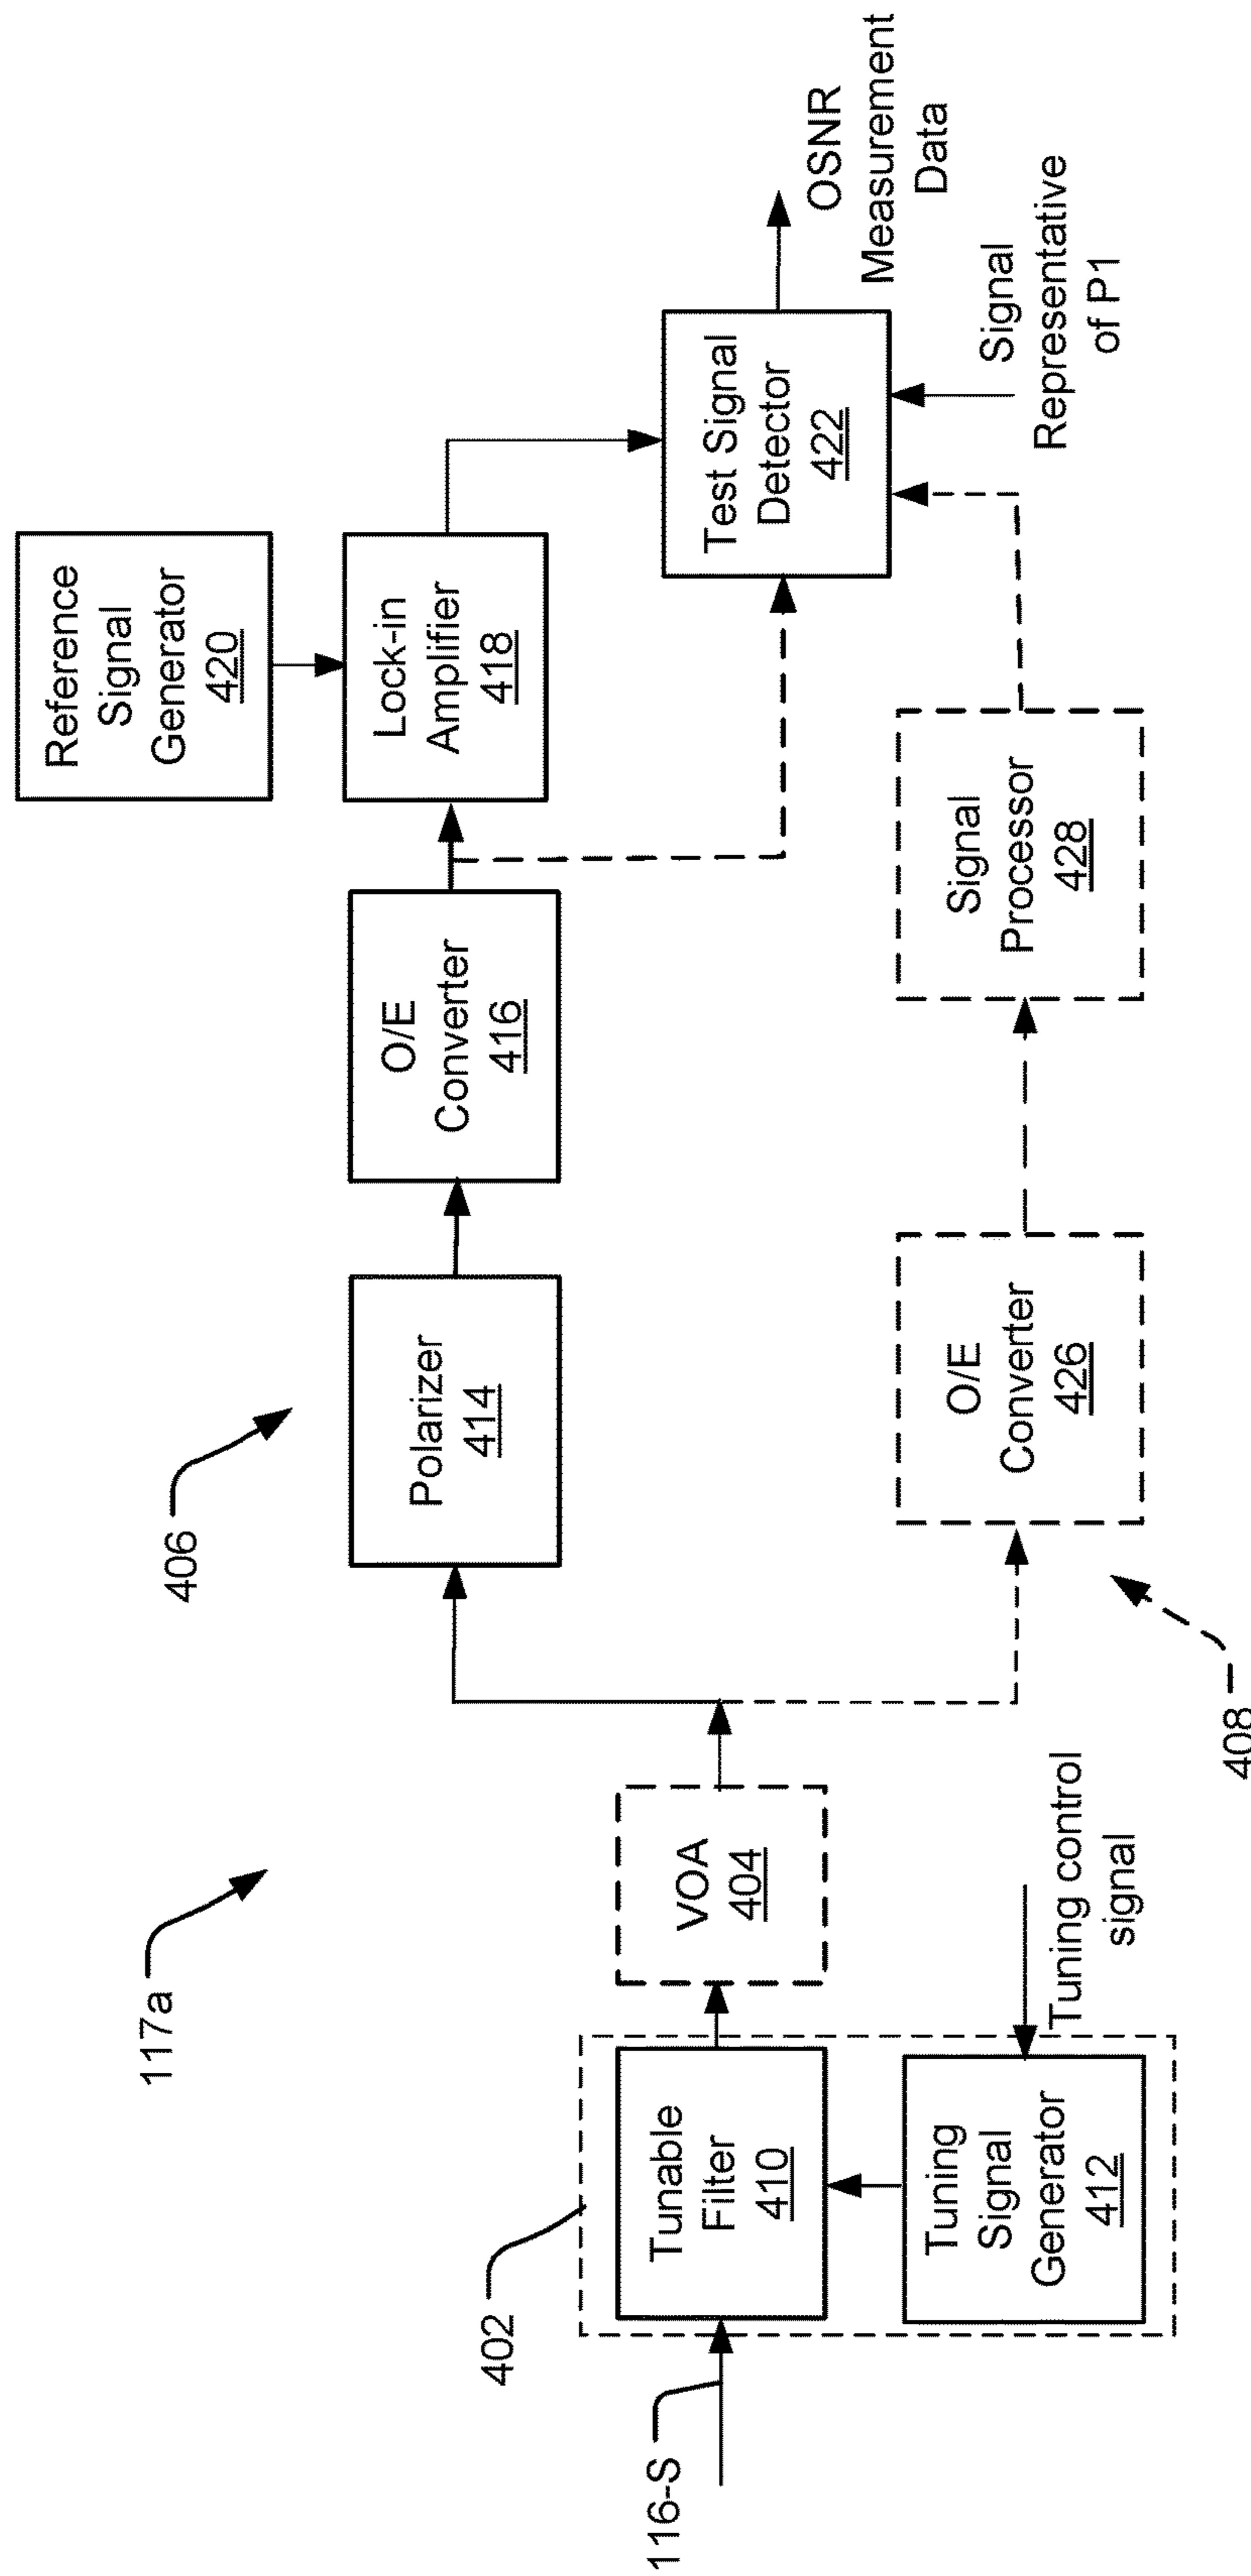 117a
406
Reference
Signal
Generator
420
Polarizer
414
O/E
Converter
416
Lock-in
Amplifier
418
402
116-S
Tunable
Filter
410
VOA
404
Test Signal
Detector
422
OSNR
Measurement
Data
Tuning
Signal
Generator
412
Tuning control
signal
O/E
Converter
426
Signal
Processor
428
Signal
Representative
of P1
408